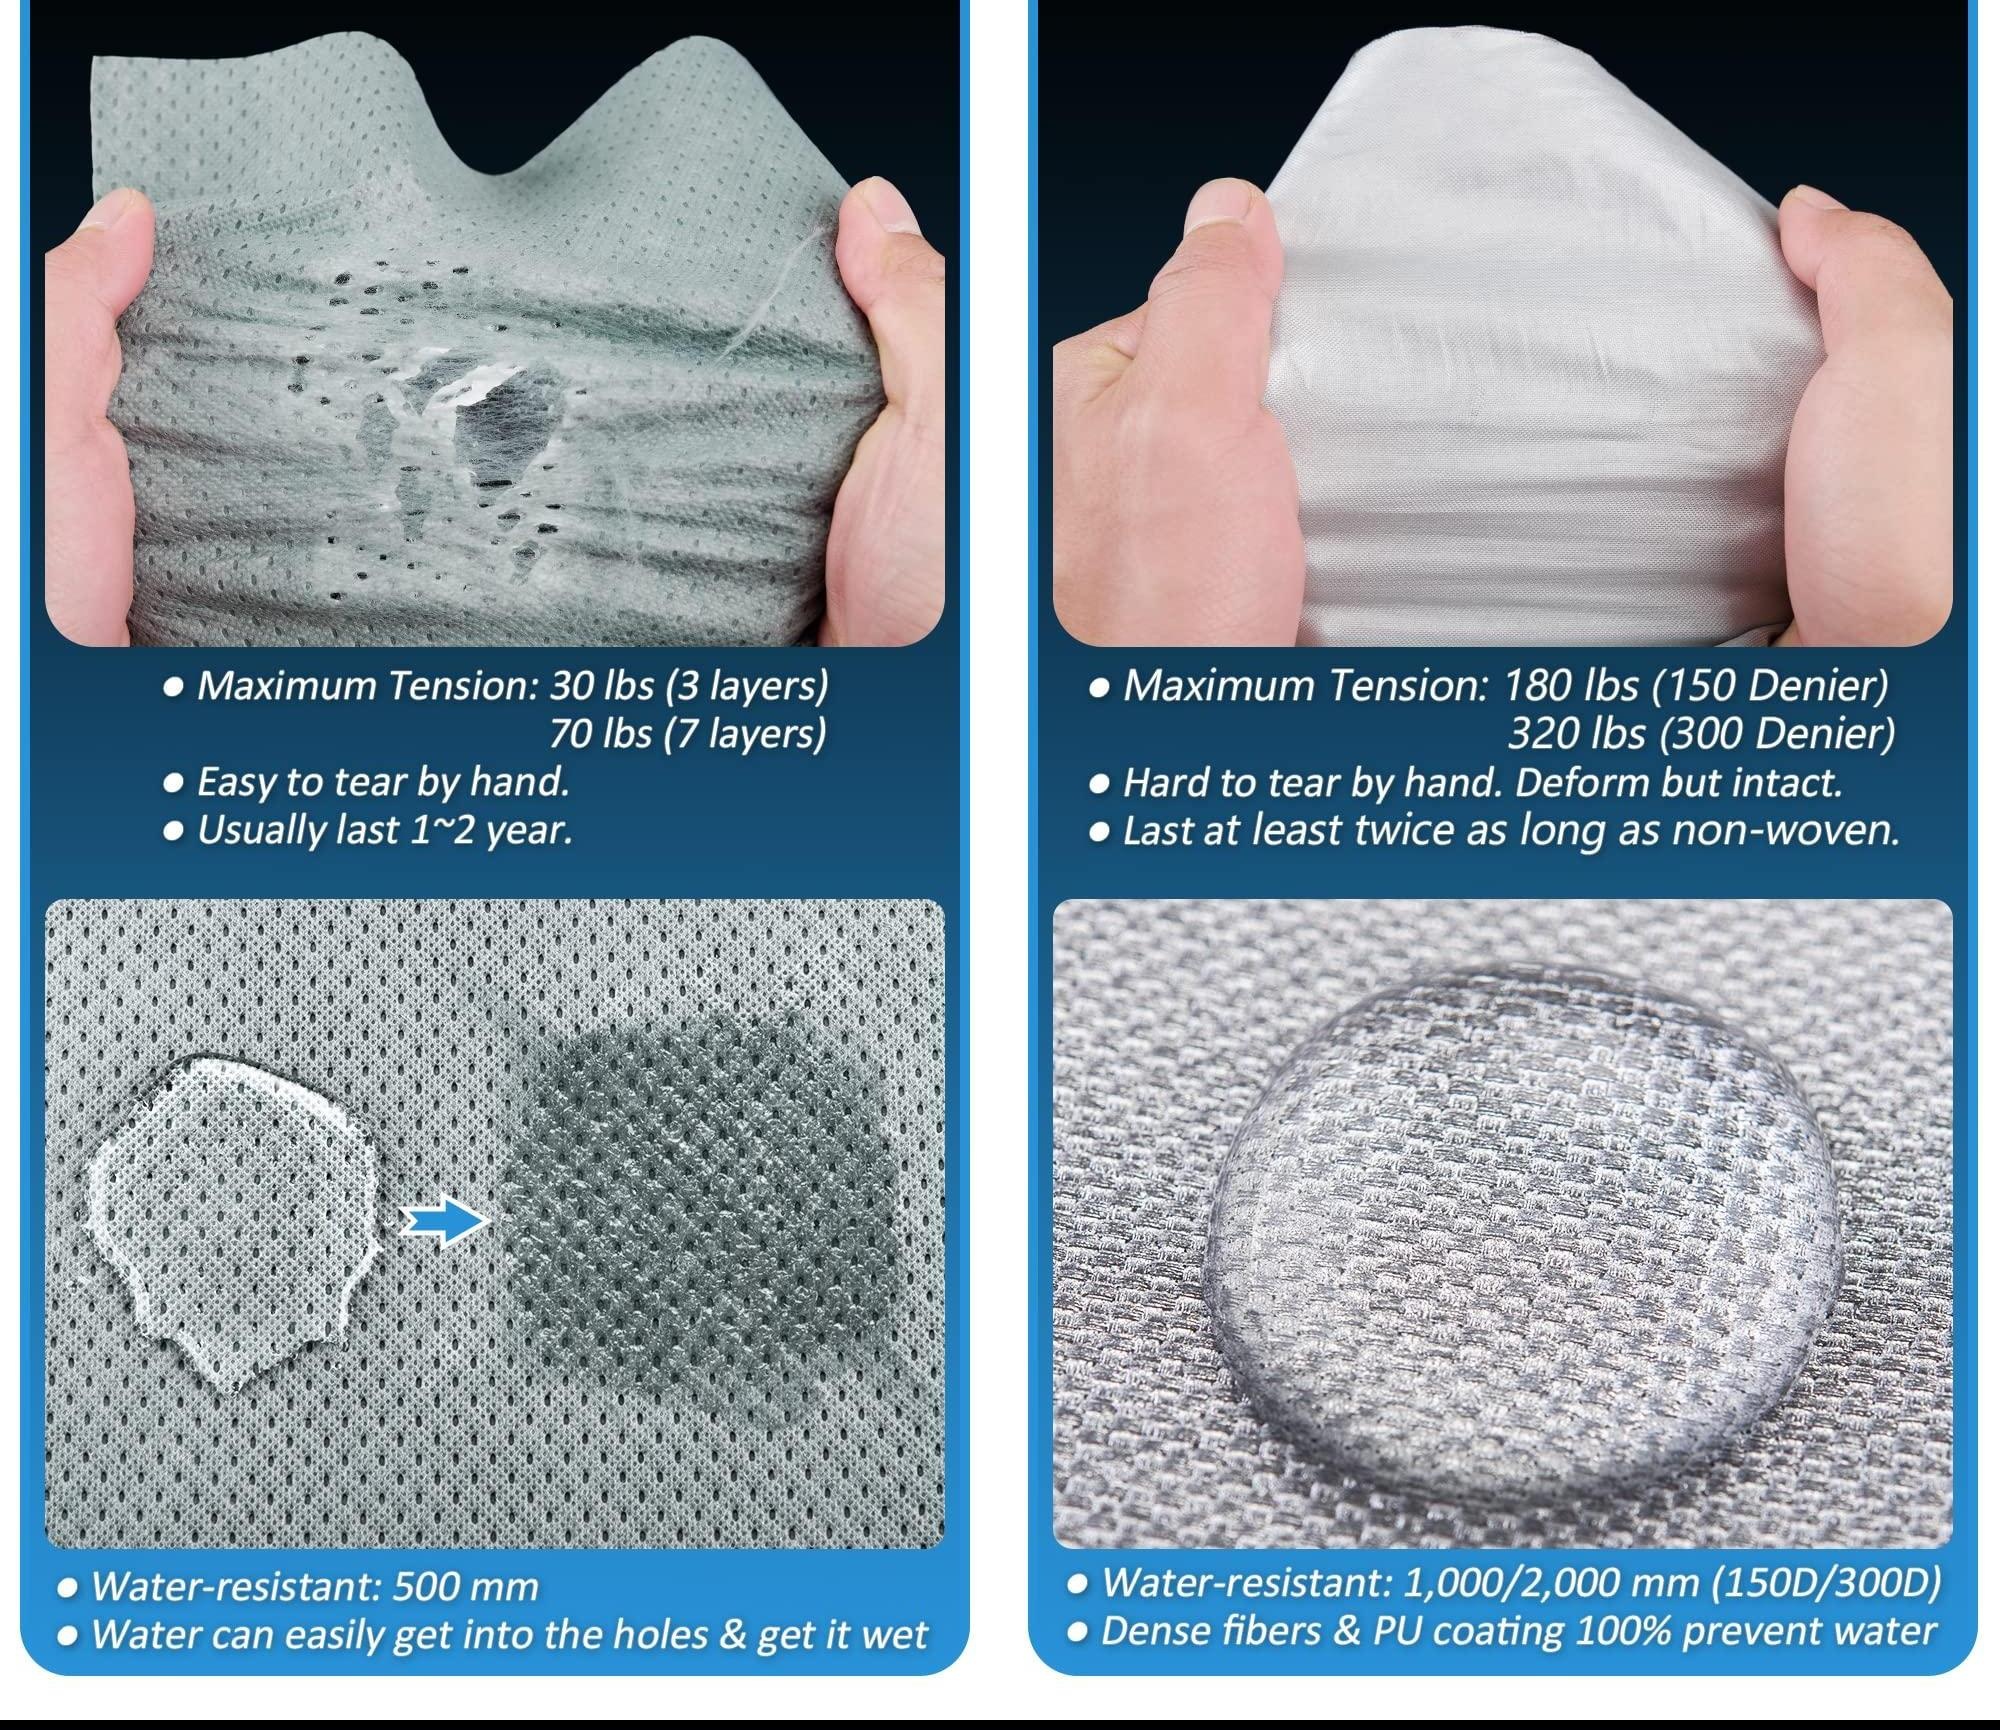 ● Maximum Tension: 30 lbs (3 layers)
70 lbs (7 layers)
● Easy to tear by hand.
● Usually last 1~2 year.
● Water-resistant: 500 mm
● Water can easily get into the holes & get it wet
● Maximum Tension: 180 lbs (150 Denier)
320 lbs (300 Denier)
● Hard to tear by hand. Deform but intact.
● Last at least twice as long as non-woven.
● Water-resistant: 1,000/2,000 mm (150D/300D)
● Dense fibers & PU coating 100% prevent water